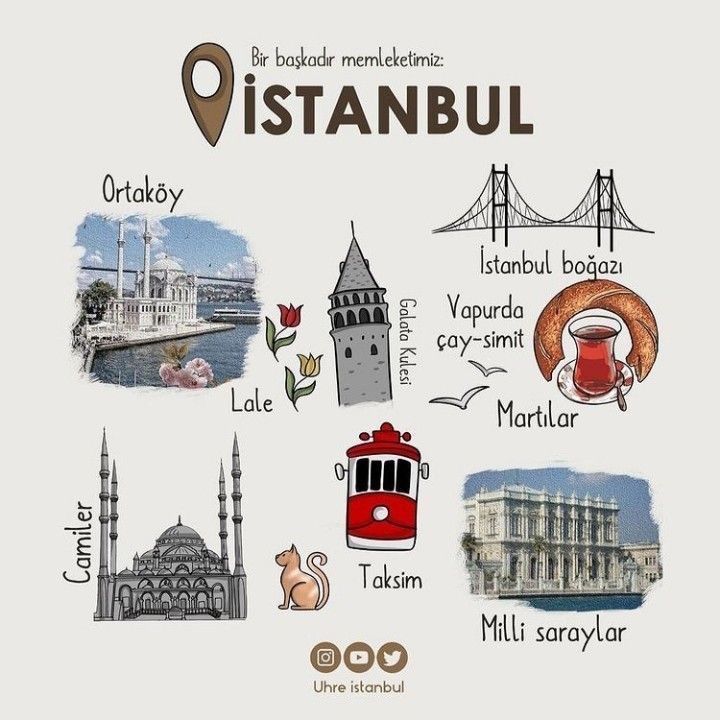 Bir başkadır memleketimiz:
İSTANBUL
Ortaköy
İstanbul boğazı
Galata Kulesi
Vapurda
çay-simit
Lale
Martılar
Camiler
Taksim
Milli saraylar
Uhre istanbul